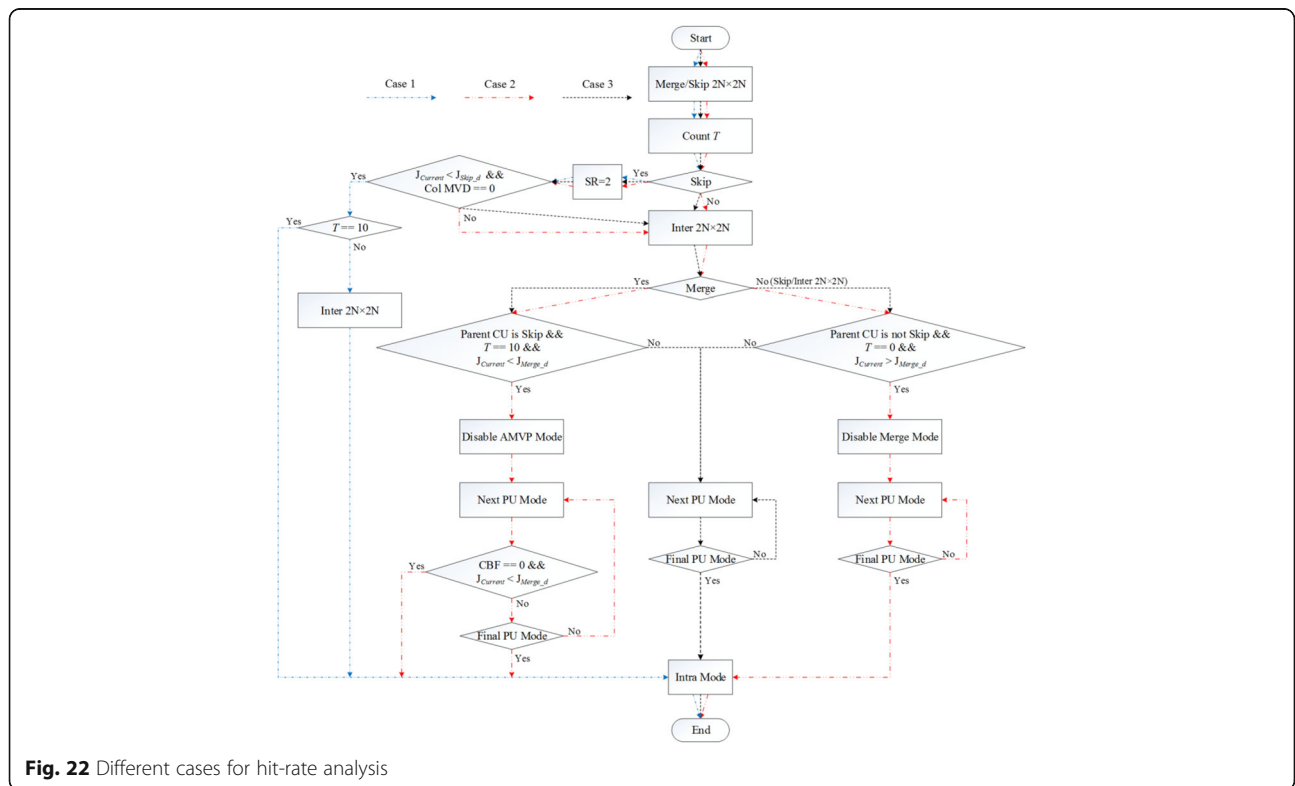 Start
Case 1
Case 2
Case 3
Merge/Skip 2N×2N
Count T
Skip
Yes
No
SR=2
J_Current < J_Skip_d &&
Col MVD == 0
Yes
No
T == 10
Yes
No
Inter 2N×2N
Inter 2N×2N
Merge
Yes
No (Skip/Inter 2N×2N)
Parent CU is Skip &&
T == 10 &&
J_Current < J_Merge_d
No
Yes
Parent CU is not Skip &&
T == 0 &&
J_Current > J_Merge_d
No
Yes
Disable AMVP Mode
Disable Merge Mode
Next PU Mode
Next PU Mode
Next PU Mode
CBF == 0 &&
J_Current < J_Merge_d
Yes
No
Final PU Mode
No
Yes
Final PU Mode
No
Yes
Final PU Mode
No
Yes
Intra Mode
End
Fig. 22 Different cases for hit-rate analysis